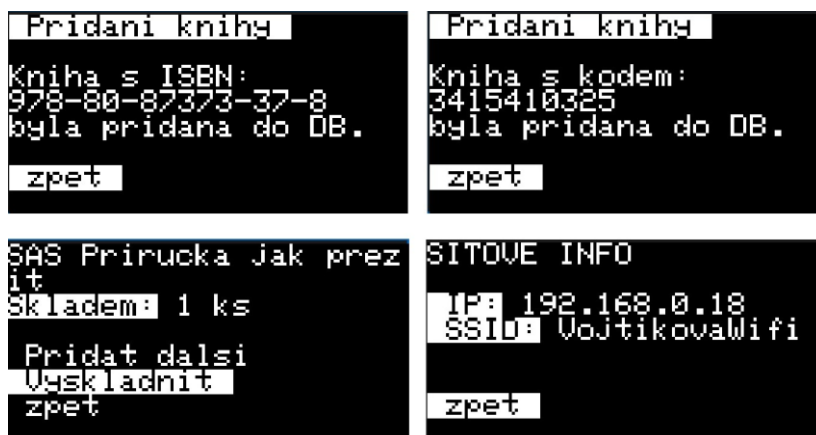 Pridani knihy
Kniha s ISBN:
978-80-87373-37-8
byla pridana do DB.
zpet
Pridani knihy
Kniha s kodem:
3415410325
byla pridana do DB.
zpet
SAS Prirucka jak prez
it
Skladem: 1 ks
Pridat dalsi
Vyskladnit
zpet
SITOVE INFO
IP: 192.168.0.18
SSID: VojtikovaWifi
zpet